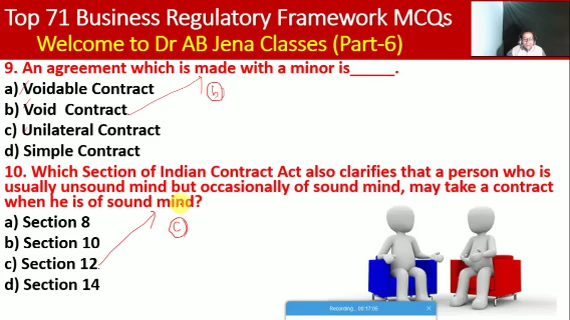 Top 71 Business Regulatory Framework MCQs
Welcome to Dr AB Jena Classes (Part-6)
9. An agreement which is made with a minor is_____.
a) Voidable Contract
b) Void Contract
c) Unilateral Contract
d) Simple Contract
b
10. Which Section of Indian Contract Act also clarifies that a person who is
usually unsound mind but occasionally of sound mind, may take a contract
when he is of sound mind?
a) Section 8
b) Section 10
c) Section 12
d) Section 14
C